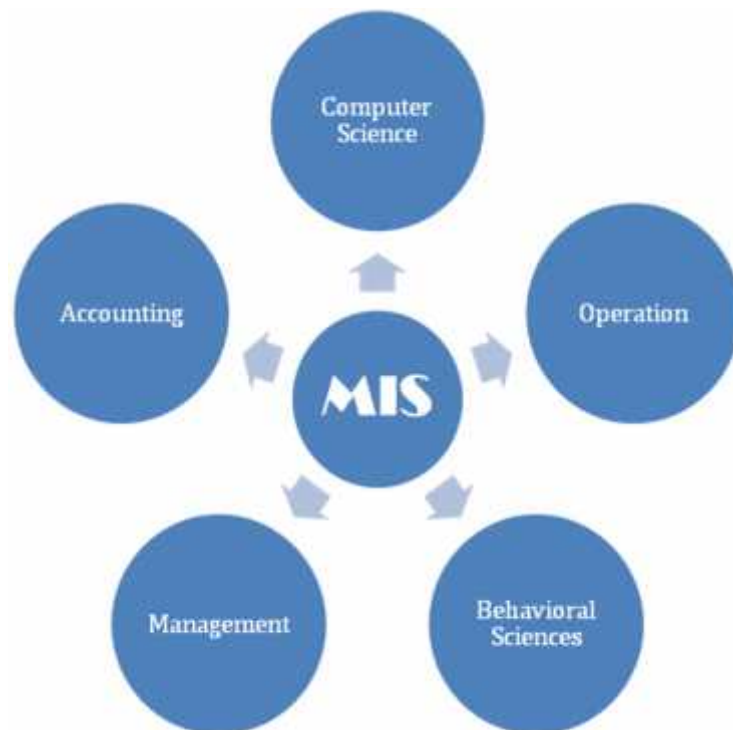 Computer
Science
Accounting
Operation
MIS
Management
Behavioral
Sciences